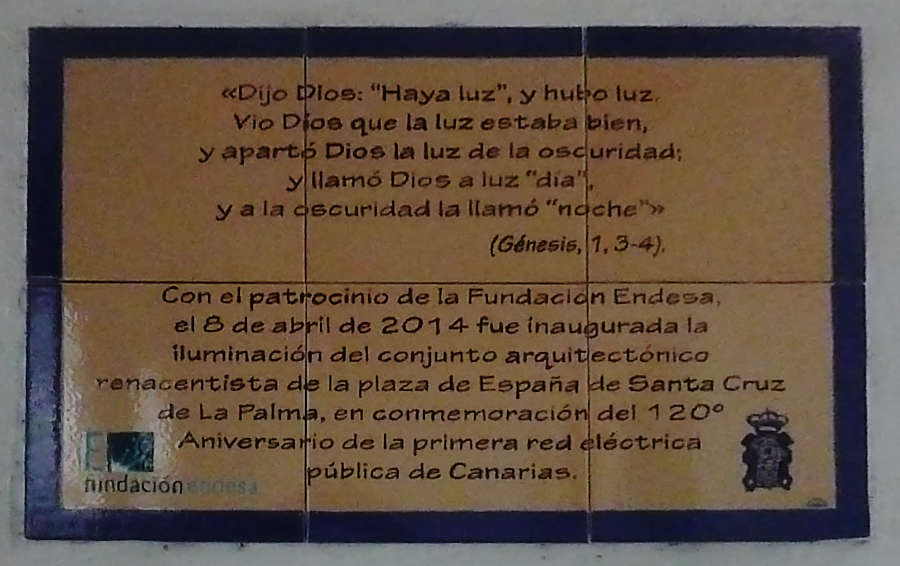 «Dijo Dios: "Haya luz", y hubo luz.
Vio Dios que la luz estaba bien,
y apartó Dios la luz de la oscuridad;
y llamó Dios a luz "día",
y a la oscuridad la llamó "noche"»
(Génesis, 1, 3-4).
Con el patrocinio de la Fundación Endesa,
el 8 de abril de 2014 fue inaugurada la
iluminación del conjunto arquitectónico
renacentista de la plaza de España de Santa Cruz
de La Palma, en conmemoración del 120º
Aniversario de la primera red eléctrica
pública de Canarias.
fundación endesa